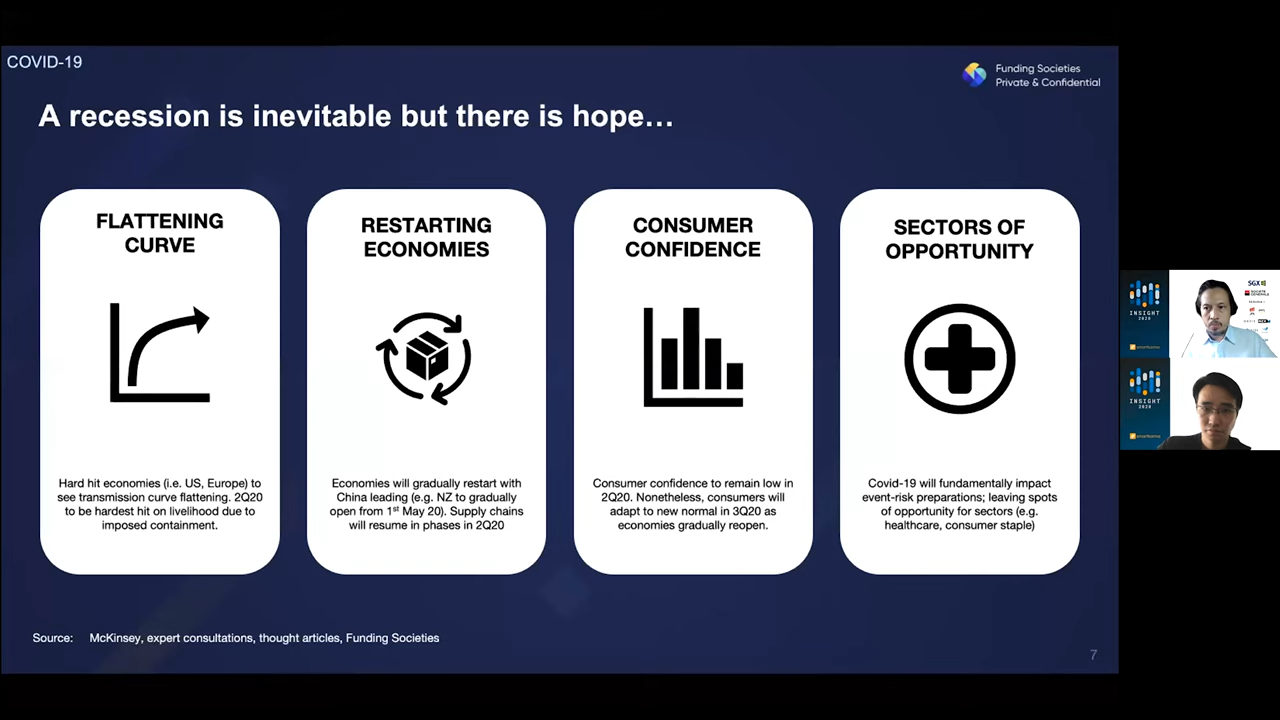 COVID-19
Funding Societies
Private & Confidential
A recession is inevitable but there is hope…
FLATTENING
CURVE
Hard hit economies (i.e. US, Europe) to
see transmission curve flattening. 2Q20
to be hardest hit on livelihood due to
imposed containment.
RESTARTING
ECONOMIES
Economies will gradually restart with
China leading (e.g. NZ to gradually
open from 1st May 20). Supply chains
will resume in phases in 2Q20
CONSUMER
CONFIDENCE
Consumer confidence to remain low in
2Q20. Nonetheless, consumers will
adapt to new normal in 3Q20 as
economies gradually reopen.
SECTORS OF
OPPORTUNITY
Covid-19 will fundamentally impact
event-risk preparations; leaving spots
of opportunity for sectors (e.g.
healthcare, consumer staple)
Source: McKinsey, expert consultations, thought articles, Funding Societies
7
INSIGHT
2020
smartkarma
SGX
SOCIETE
GENERALE
INSIGHT
2020
smartkarma